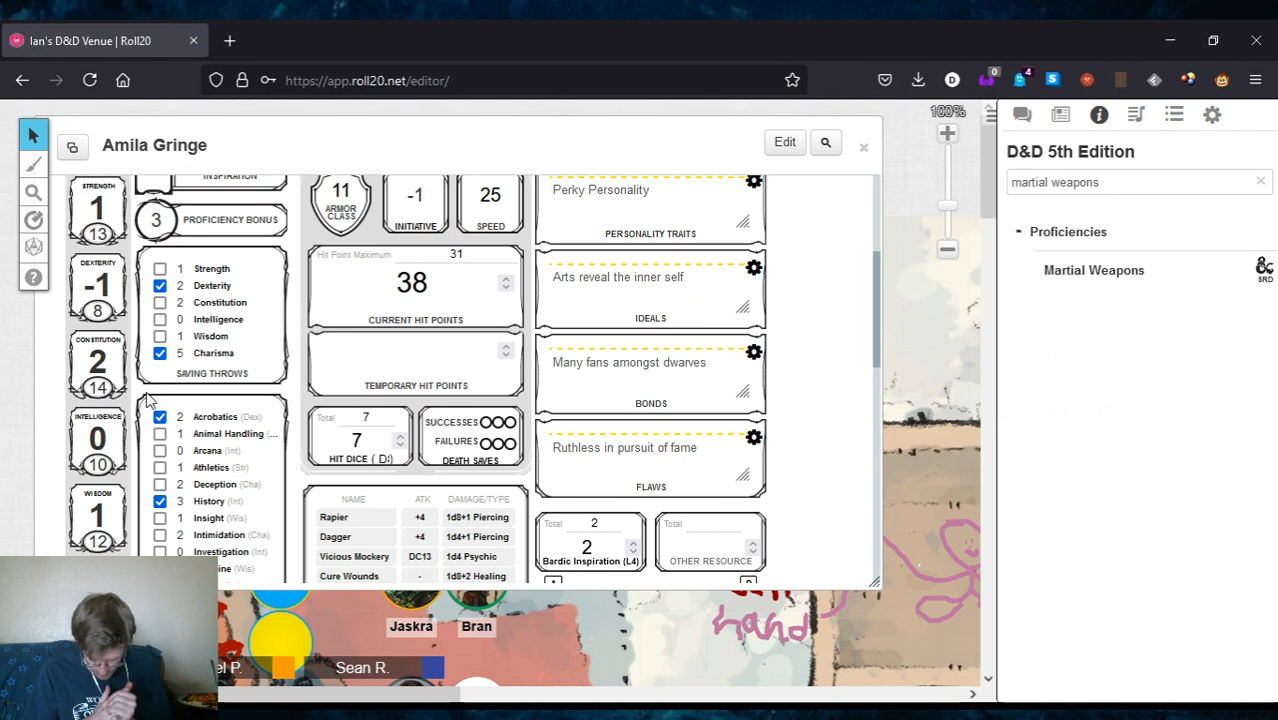 Ian's D&D Venue | Roll20
https://app.roll20.net/editor/
0
4
Amila Gringe
Edit
100%
D&D 5th Edition
martial weapons
Proficiencies
Martial Weapons
SRD
STRENGTH
1
13
DEXTERITY
-1
8
CONSTITUTION
2
14
INTELLIGENCE
0
10
WISDOM
1
12
INSPIRATION
3 PROFICIENCY BONUS
1 Strength
2 Dexterity
2 Constitution
0 Intelligence
1 Wisdom
5 Charisma
SAVING THROWS
2 Acrobatics (Dex)
1 Animal Handling (...
0 Arcana (Int)
1 Athletics (Str)
2 Deception (Cha)
3 History (Int)
1 Insight (Wis)
2 Intimidation (Cha)
0 Investigation (Int)
ine (Wis)
11
ARMOR CLASS
-1
INITIATIVE
25
SPEED
Hit Point Maximum 31
38
CURRENT HIT POINTS
TEMPORARY HIT POINTS
Total 7
7
HIT DICE
SUCCESSES
FAILURES
DEATH SAVES
NAME ATK DAMAGE/TYPE
Rapier +4 1d8+1 Piercing
Dagger +4 1d4+1 Piercing
Vicious Mockery DC13 1d4 Psychic
Cure Wounds - 1d8+2 Healing
Perky Personality
PERSONALITY TRAITS
Arts reveal the inner self
IDEALS
Many fans amongst dwarves
BONDS
Ruthless in pursuit of fame
FLAWS
Total 2
2
Bardic Inspiration (L4)
Total
OTHER RESOURCE
Jaskra
Bran
el P.
Sean R.
hand